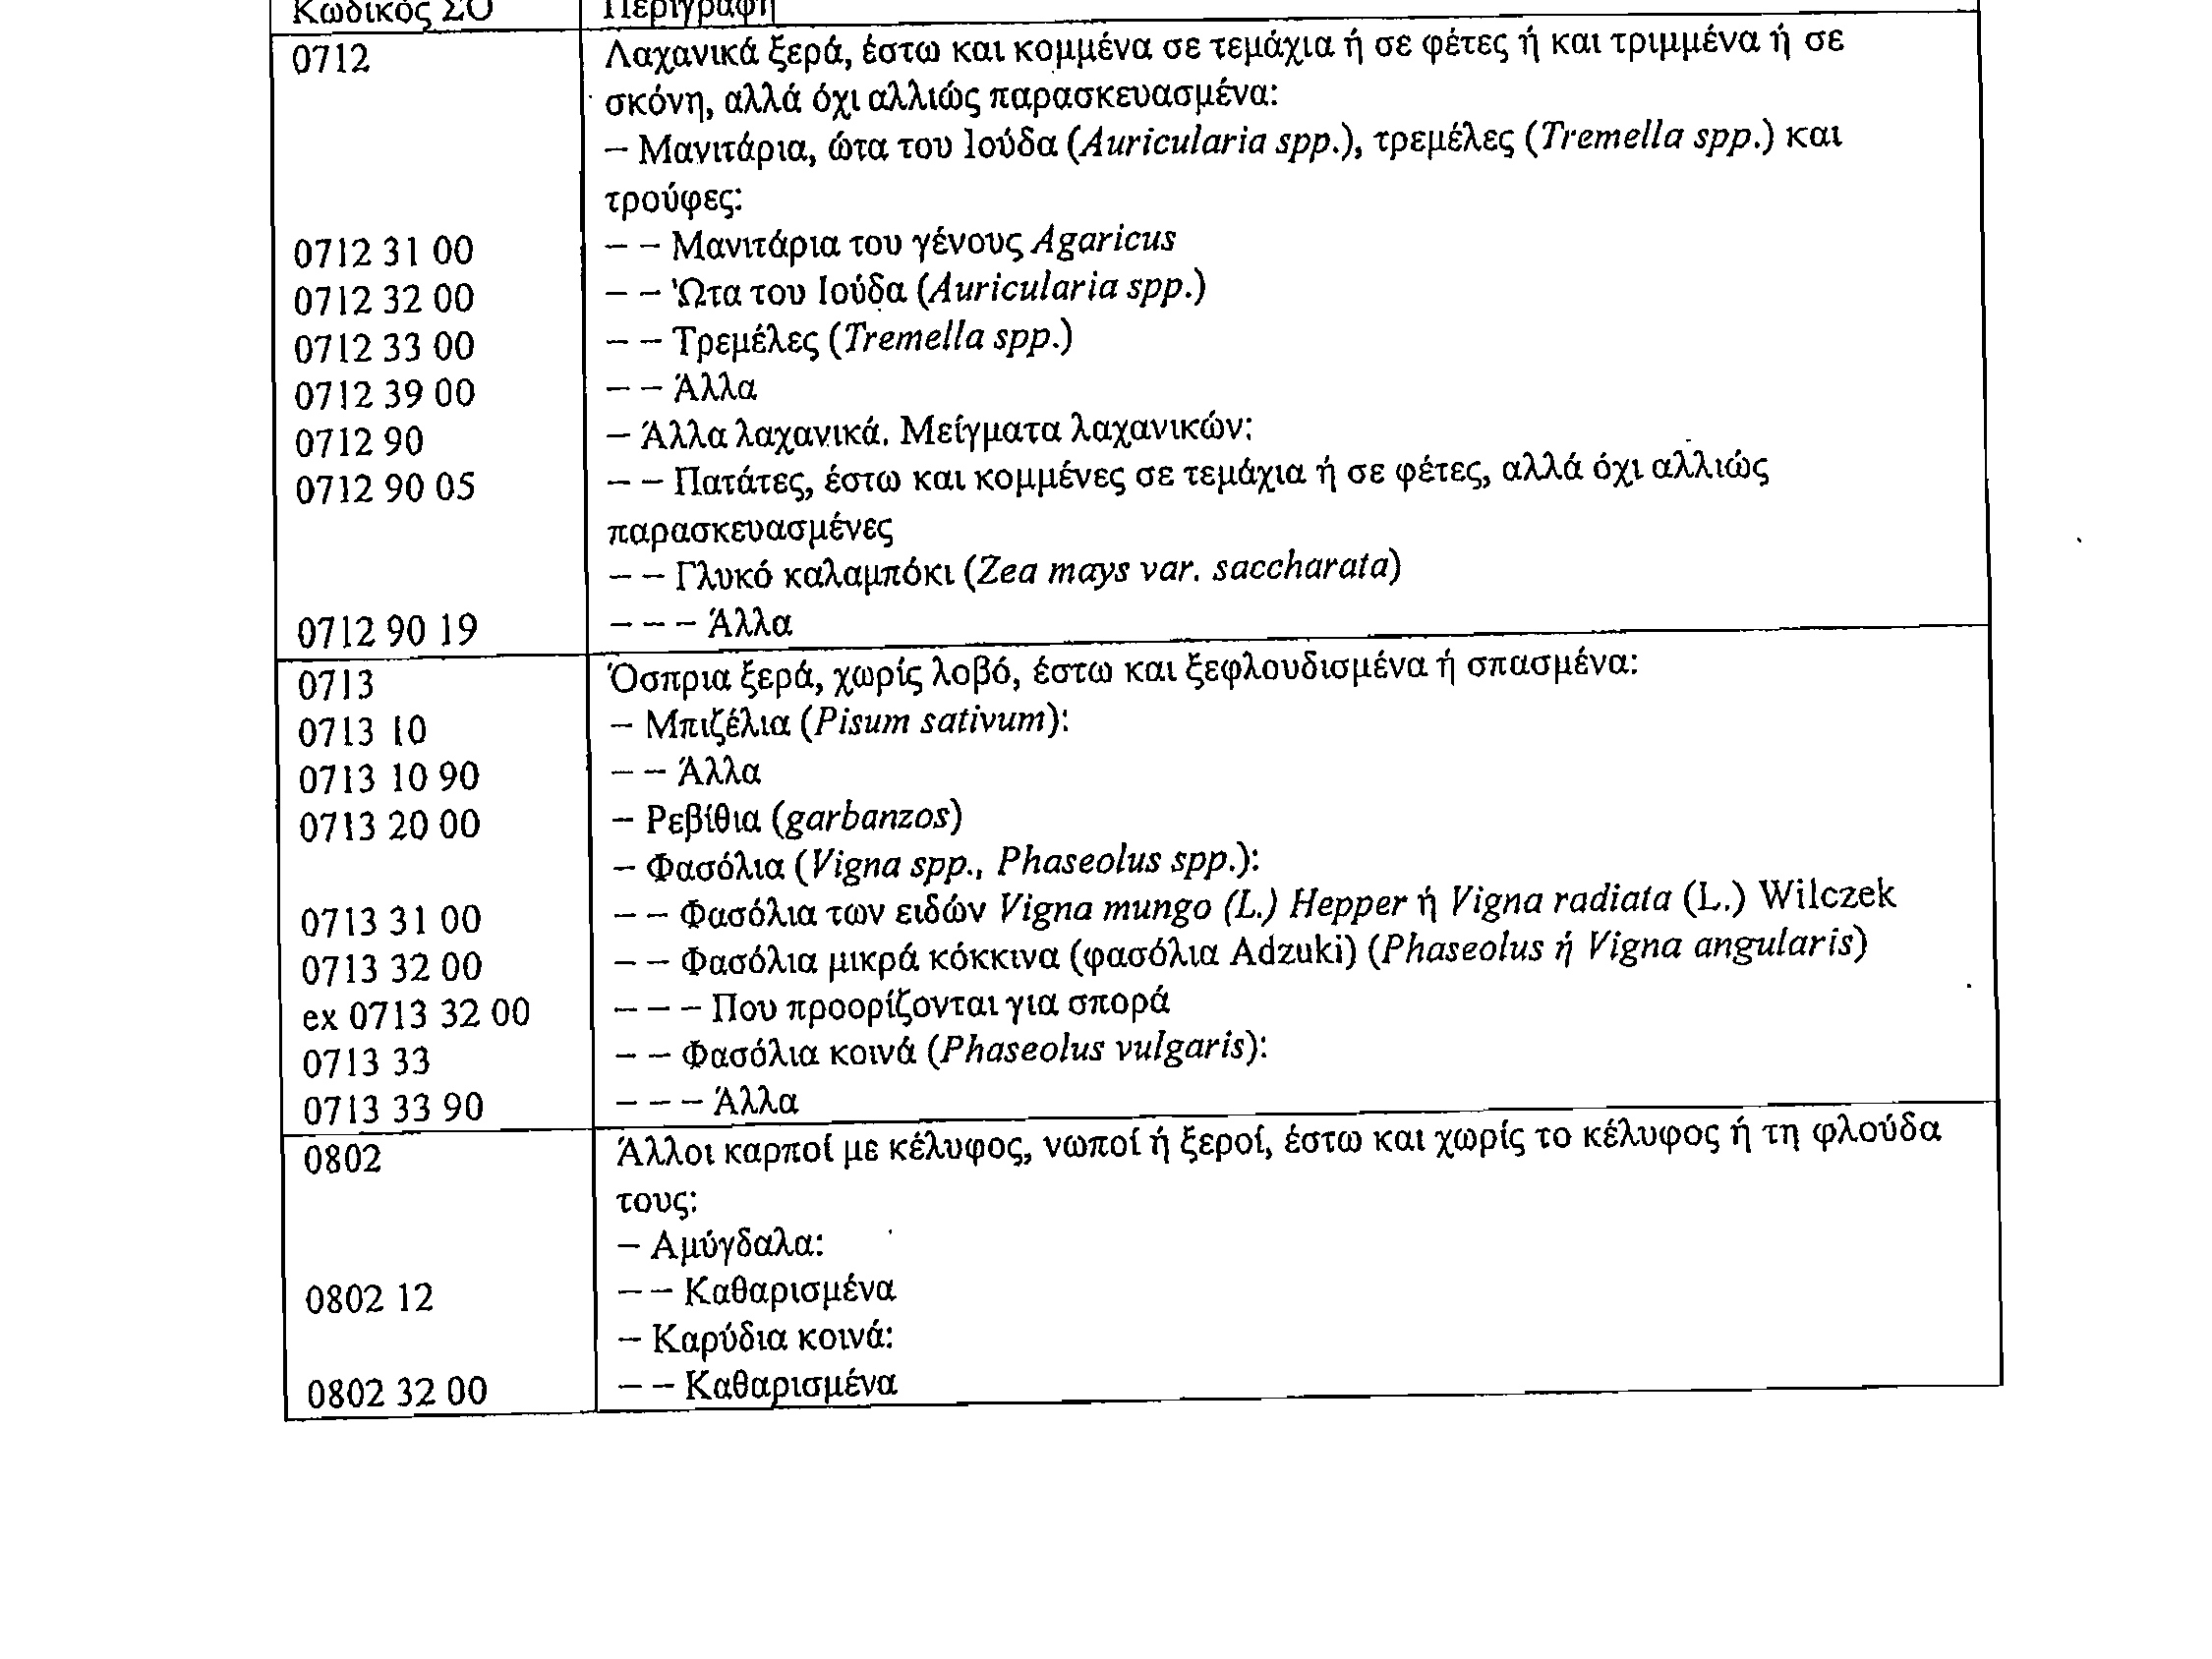 Κωδικός ΣΟ Περιγραφή
0712 Λαχανικά ξερά, έστω και κομμένα σε τεμάχια ή σε φέτες ή και τριμμένα ή σε
σκόνη, αλλά όχι αλλιώς παρασκευασμένα:
– Μανιτάρια, ώτα του Ιούδα (Auricularia spp.), τρεμέλες (Tremella spp.) και
τρούφες:
0712 31 00 – – Μανιτάρια του γένους Agaricus
0712 32 00 – – Ώτα του Ιούδα (Auricularia spp.)
0712 33 00 – – Τρεμέλες (Tremella spp.)
0712 39 00 – – Άλλα
0712 90 – Άλλα λαχανικά. Μείγματα λαχανικών:
0712 90 05 – – Πατάτες, έστω και κομμένες σε τεμάχια ή σε φέτες, αλλά όχι αλλιώς
παρασκευασμένες
– – Γλυκό καλαμπόκι (Zea mays var. saccharata)
0712 90 19 – – – Άλλα
0713 Όσπρια ξερά, χωρίς λοβό, έστω και ξεφλουδισμένα ή σπασμένα:
0713 10 – Μπιζέλια (Pisum sativum):
0713 10 90 – – Άλλα
0713 20 00 – Ρεβίθια (garbanzos)
– Φασόλια (Vigna spp., Phaseolus spp.):
0713 31 00 – – Φασόλια των ειδών Vigna mungo (L.) Hepper ή Vigna radiata (L.) Wilczek
0713 32 00 – – Φασόλια μικρά κόκκινα (φασόλια Adzuki) (Phaseolus ή Vigna angularis)
ex 0713 32 00 – – – Που προορίζονται για σπορά
0713 33 – – Φασόλια κοινά (Phaseolus vulgaris):
0713 33 90 – – – Άλλα
0802 Άλλοι καρποί με κέλυφος, νωποί ή ξεροί, έστω και χωρίς το κέλυφος ή τη φλούδα
τους:
– Αμύγδαλα:
0802 12 – – Καθαρισμένα
– Καρύδια κοινά:
0802 32 00 – – Καθαρισμένα